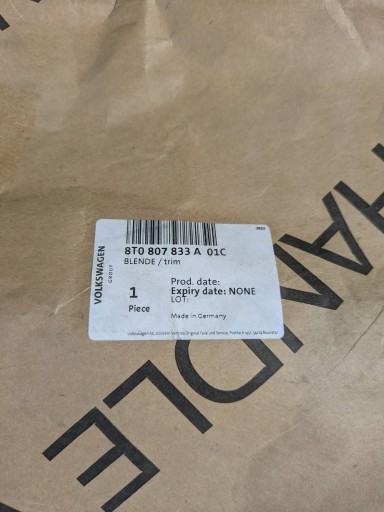 8T0 807 833 A 01C
BLENDE / trim
VOLKSWAGEN
GROUP
Prod. date:
1
Expiry date: NONE
Piece
LOT:
Made in Germany
HANDLE